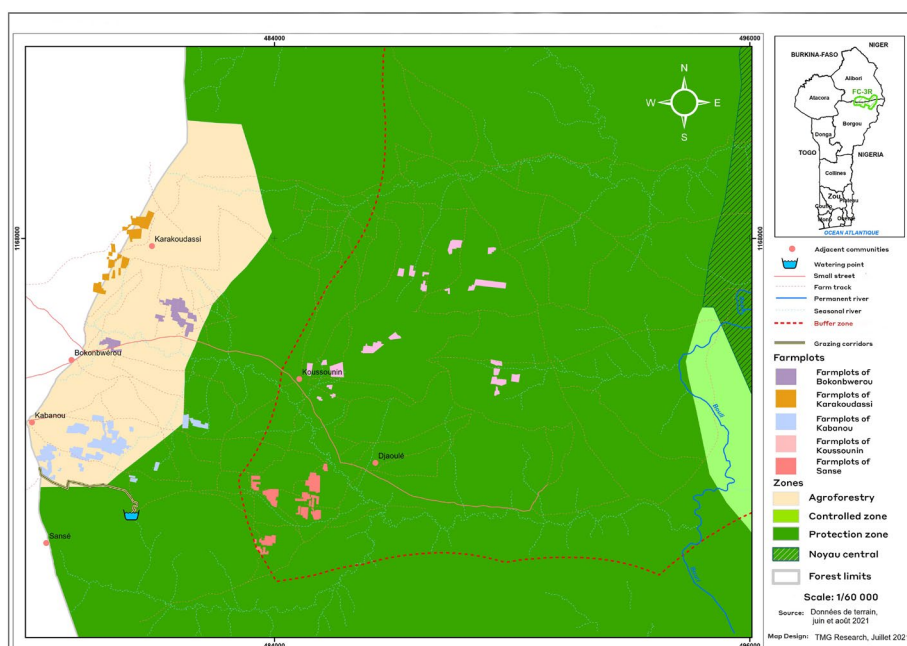 484000
496000
1168000
1168000
N
W
E
S
Karakoudassi
Bokonbwerou
Koussounin
Kabanou
Djaoulé
Sansé
Bouli
484000
496000
NIGER
BURKINA-FASO
Alibori
FC-3R
Atacora
Borgou
Donga
TOGO
NIGERIA
Collines
Zou
Plateau
OCEAN ATLANTIQUE
Adjacent communities
Watering point
Small street
Farm track
Permanent river
Seasonal river
Buffer zone
Grazing corridors
Farmplots
Farmplots of
Bokonbwerou
Farmplots of
Karakoudassi
Farmplots of
Kabanou
Farmplots of
Koussounin
Farmplots of
Sanse
Zones
Agroforestry
Controlled zone
Protection zone
Noyau central
Forest limits
Scale: 1/60 000
Source: Données de terrain,
juin et août 2021
Map Design: TMG Research, Juillet 202